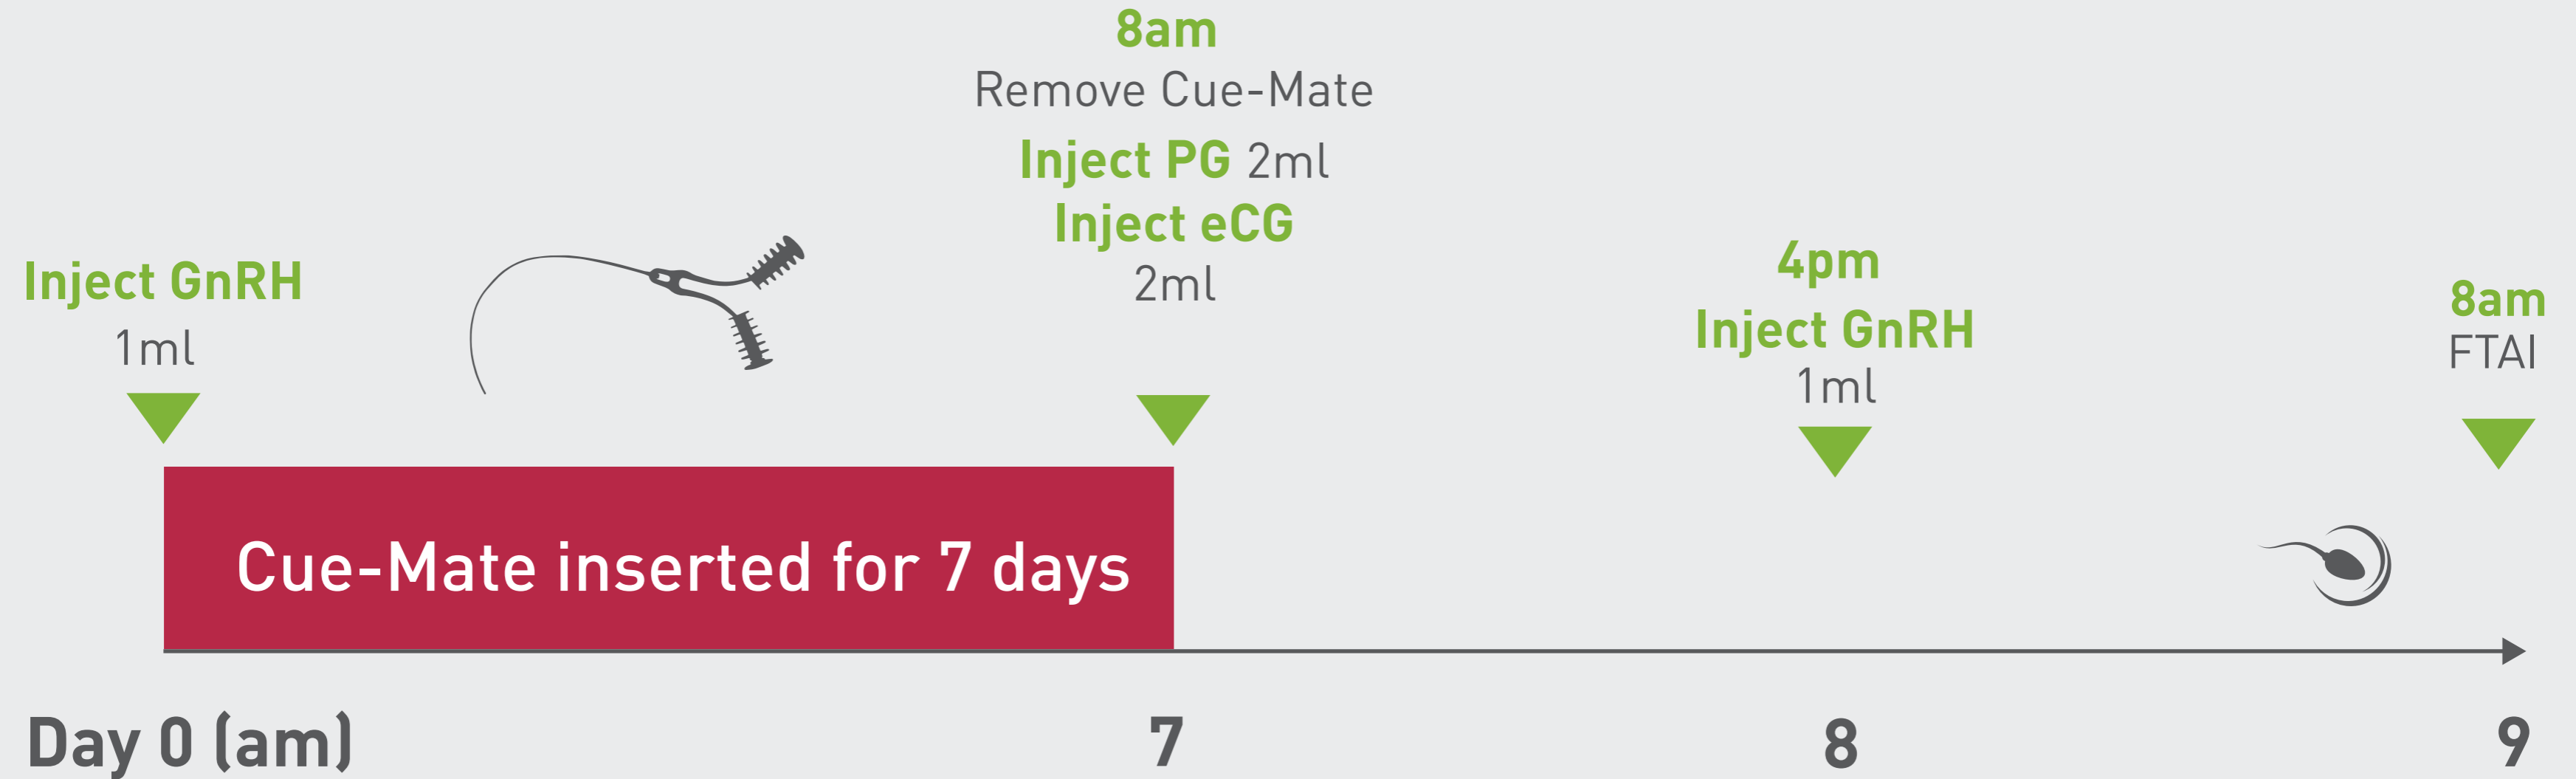 Inject GnRH
1ml
8am
Remove Cue-Mate
Inject PG 2ml
Inject eCG
2ml
4pm
Inject GnRH
1ml
8am
FTAI
Cue-Mate inserted for 7 days
Day 0 (am)
7
8
9